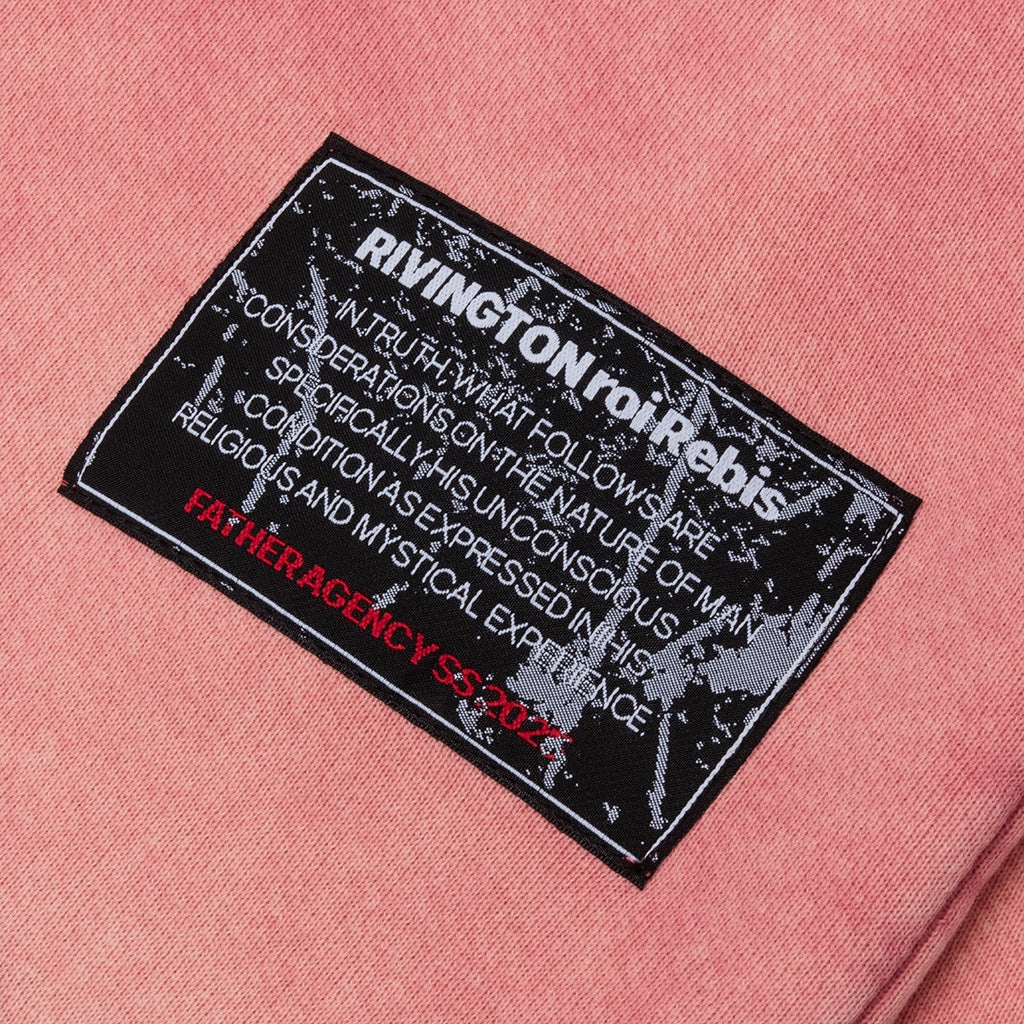 RIVINGTON roi Rebis
IN TRUTH, WHAT FOLLOWS ARE
CONSIDERATIONS ON THE NATURE OF MAN
SPECIFICALLY HIS UNCONSCIOUS
CONDITION AS EXPRESSED IN HIS
RELIGIOUS AND MYSTICAL EXPERIENCE.
FATHER AGENCY SS